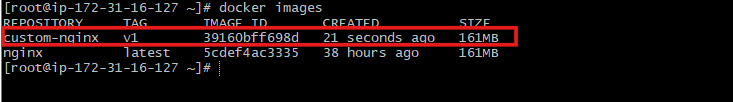 [root@ip-172-31-16-127 ~]# docker images
REPOSITORY TAG IMAGE ID CREATED SIZE
custom-nginx v1 39160bff698d 21 seconds ago 161MB
nginx latest 5cdef4ac3335 38 hours ago 161MB
[root@ip-172-31-16-127 ~]#